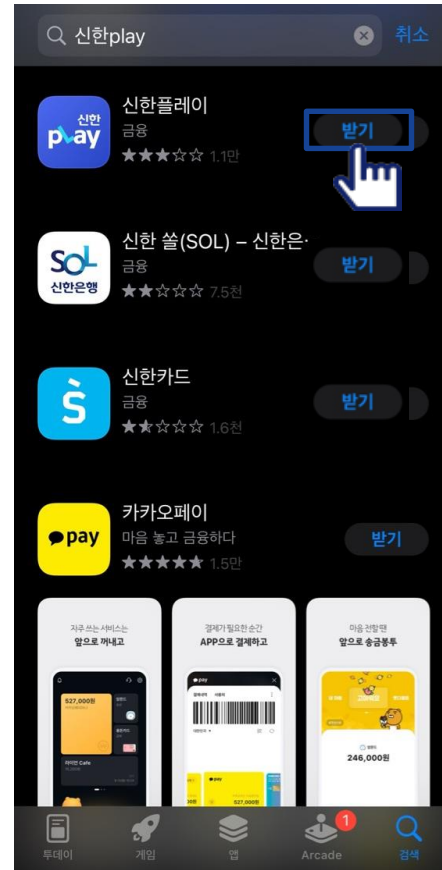 신한play
취소
신한
play
신한플레이
금융
받기
1.1만
SOL
신한은행
신한 쏠(SOL) – 신한은·
금융
받기
7.5천
신한카드
금융
받기
1.6천
pay
카카오페이
마음 놓고 금융하다
받기
1.5만
자주 쓰는 서비스는
앞으로 꺼내고
결제가 필요한 순간
APP으로 결제하고
마음 전할 땐
앞으로 송금봉투
527,000원
pay
527,000원
246,000원
투데이
게임
앱
1
Arcade
검색